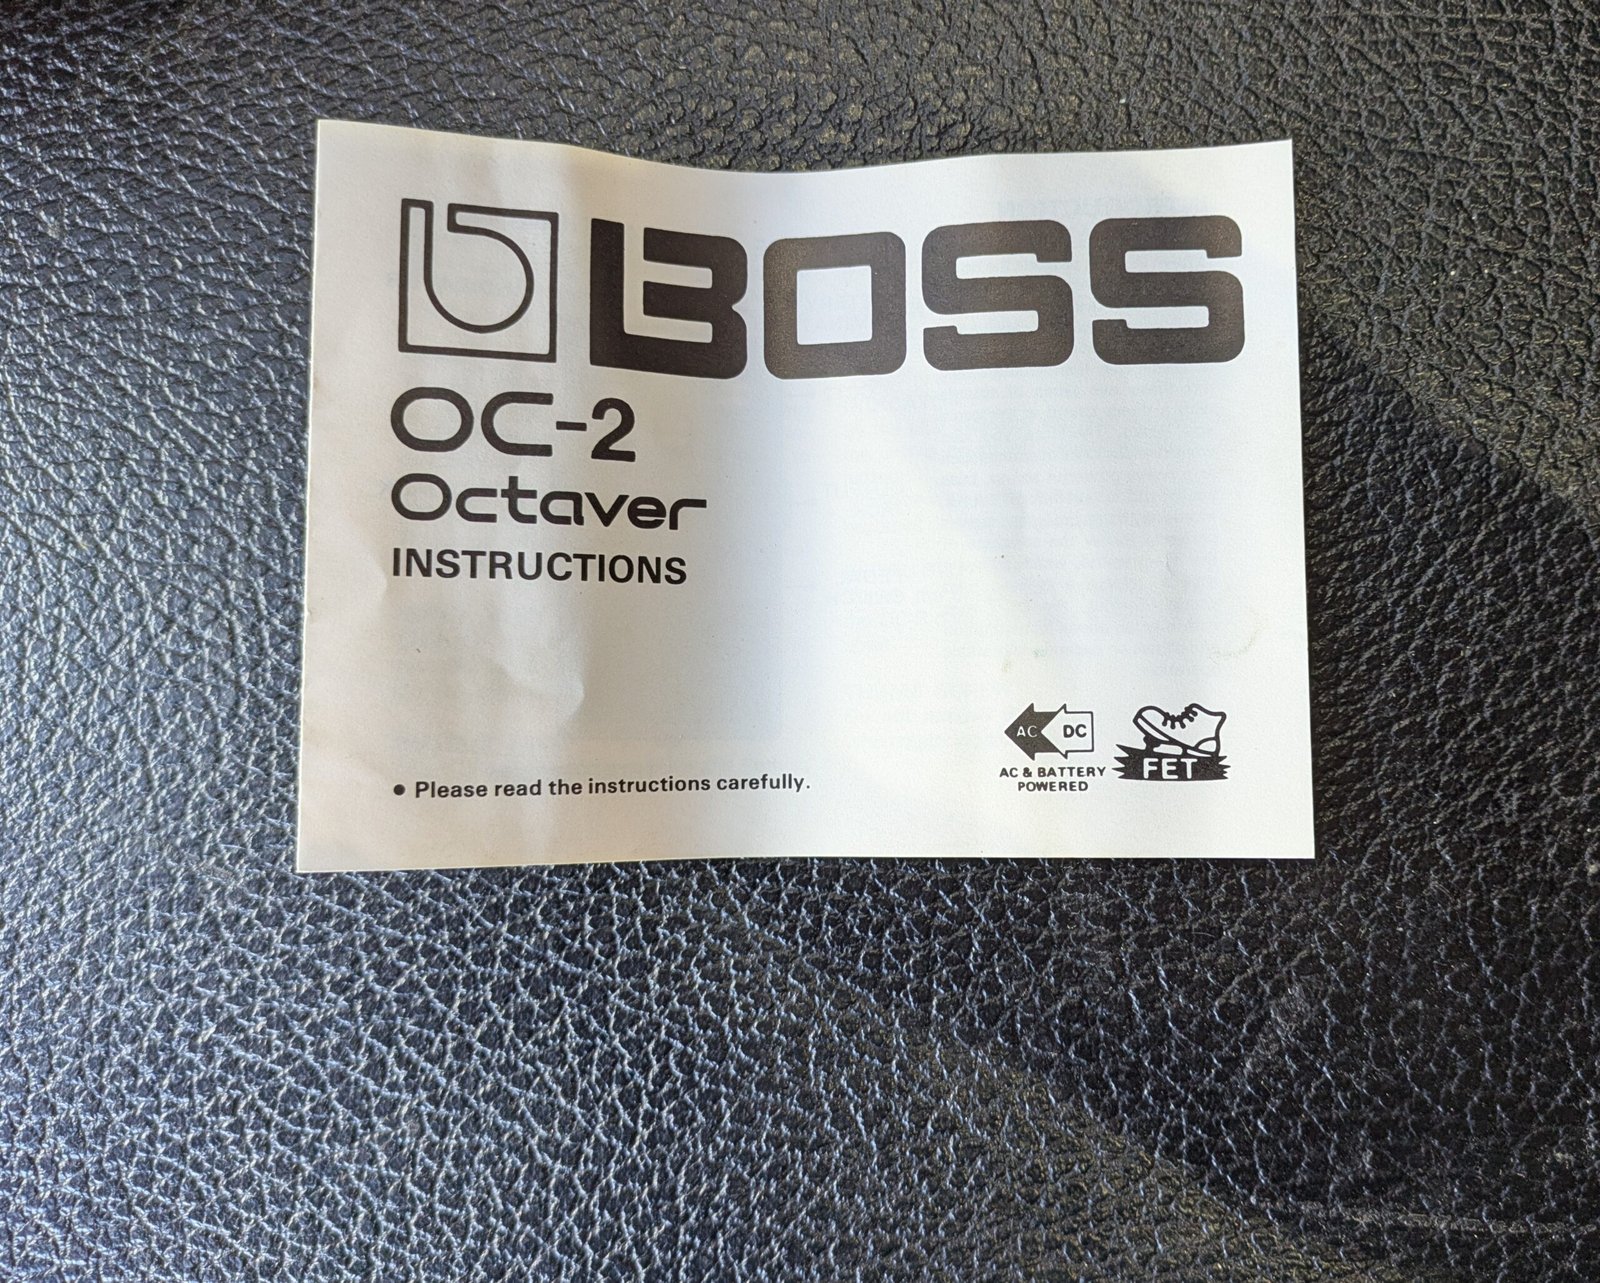 BOSS
OC-2
Octaver
INSTRUCTIONS
• Please read the instructions carefully.
AC DC
AC & BATTERY
POWERED
FET